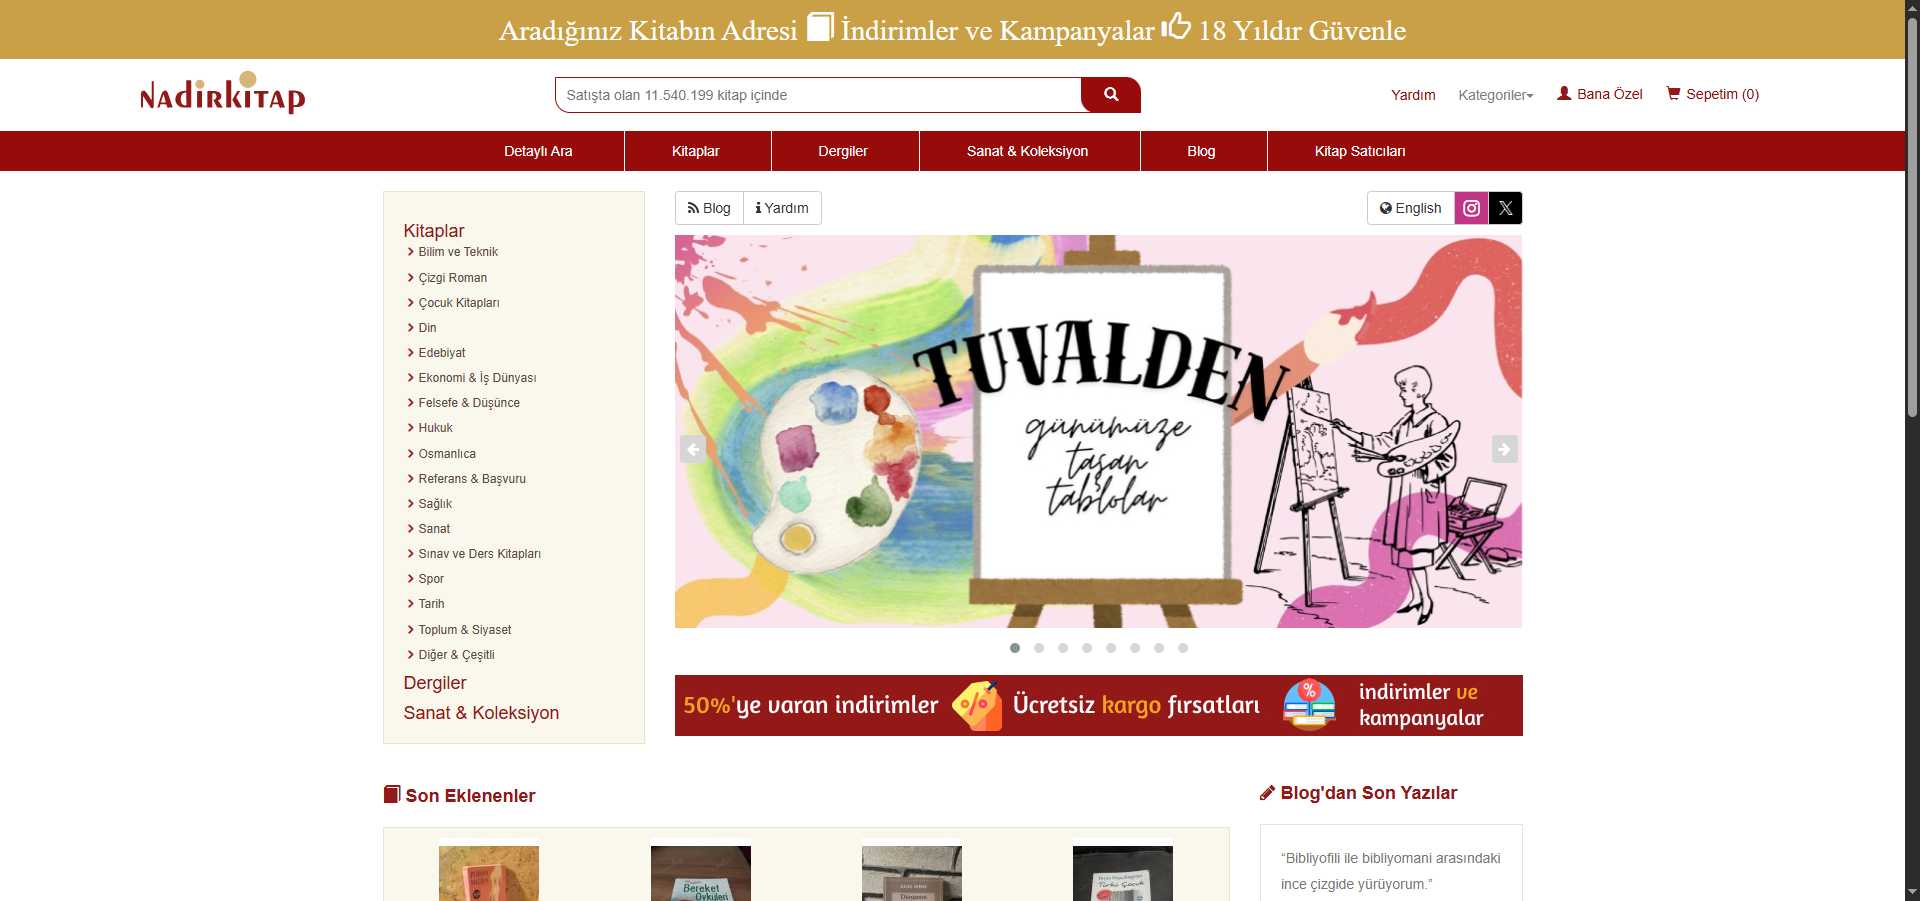 Aradığınız Kitabın Adresi İndirimler ve Kampanyalar 18 Yıldır Güvenle
NADİRKİTAP
Satışta olan 11.540.199 kitap içinde
Yardım
Kategoriler
Bana Özel
Sepetim (0)
Detaylı Ara
Kitaplar
Dergiler
Sanat & Koleksiyon
Blog
Kitap Satıcıları
Kitaplar
Bilim ve Teknik
Çizgi Roman
Çocuk Kitapları
Din
Edebiyat
Ekonomi & İş Dünyası
Felsefe & Düşünce
Hukuk
Osmanlıca
Referans & Başvuru
Sağlık
Sanat
Sınav ve Ders Kitapları
Spor
Tarih
Toplum & Siyaset
Diğer & Çeşitli
Dergiler
Sanat & Koleksiyon
Blog
Yardım
English
TUVALDEN
günümüze
taşan
tablolar
50%'ye varan indirimler
Ücretsiz kargo fırsatları
indirimler ve
kampanyalar
Son Eklenenler
Bereket
Öyküleri
Blog'dan Son Yazılar
“Bibliyofili ile bibliyomani arasındaki
ince çizgide yürüyorum.”